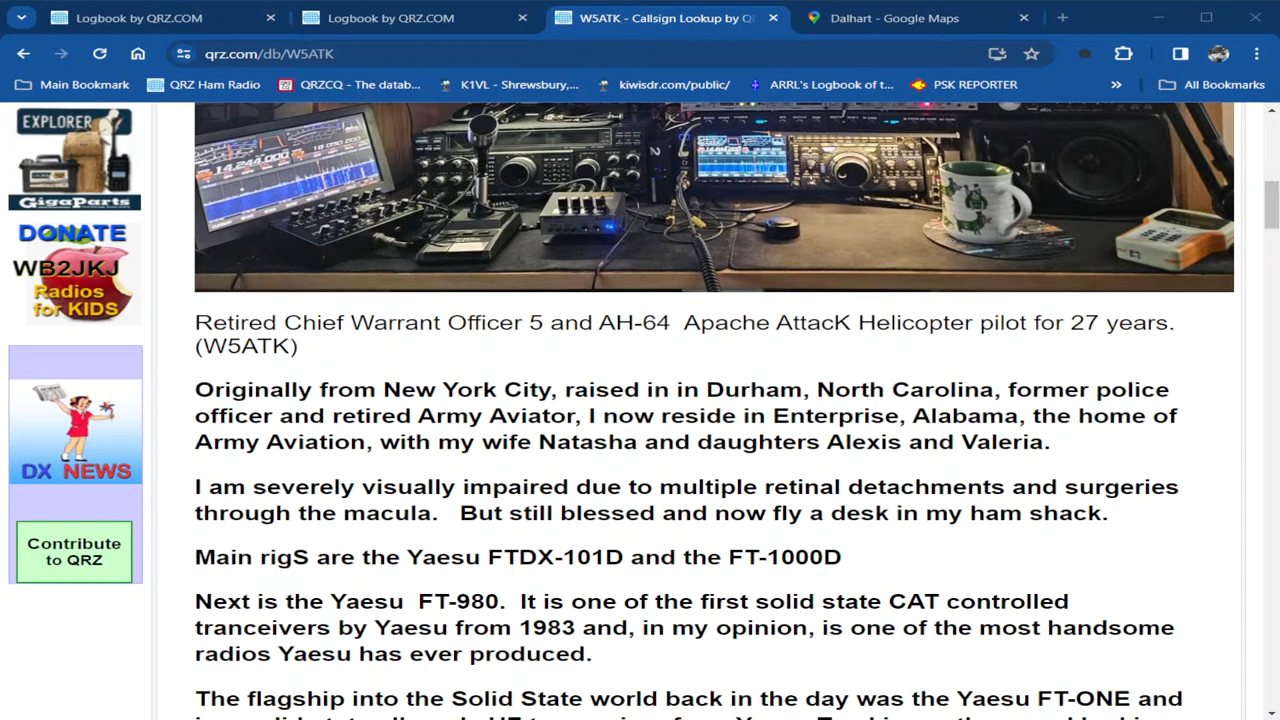 Logbook by QRZ.COM
Logbook by QRZ.COM
W5ATK - Callsign Lookup by Q
Dalhart - Google Maps
qrz.com/db/W5ATK
Main Bookmark
QRZ Ham Radio
QRZCQ - The datab...
K1VL - Shrewsbury,...
kiwisdr.com/public/
ARRL's Logbook of t...
PSK REPORTER
»
All Bookmarks
EXPLORER
GigaParts
DONATE
WB2JKJ
Radios
for KIDS
DX NEWS
Contribute
to QRZ
14.244.000
Retired Chief Warrant Officer 5 and AH-64  Apache AttacK Helicopter pilot for 27 years.
(W5ATK)
Originally from New York City, raised in in Durham, North Carolina, former police
officer and retired Army Aviator, I now reside in Enterprise, Alabama, the home of
Army Aviation, with my wife Natasha and daughters Alexis and Valeria.
I am severely visually impaired due to multiple retinal detachments and surgeries
through the macula.   But still blessed and now fly a desk in my ham shack.
Main rigS are the Yaesu FTDX-101D and the FT-1000D
Next is the Yaesu  FT-980.  It is one of the first solid state CAT controlled
tranceivers by Yaesu from 1983 and, in my opinion, is one of the most handsome
radios Yaesu has ever produced.
The flagship into the Solid State world back in the day was the Yaesu FT-ONE and